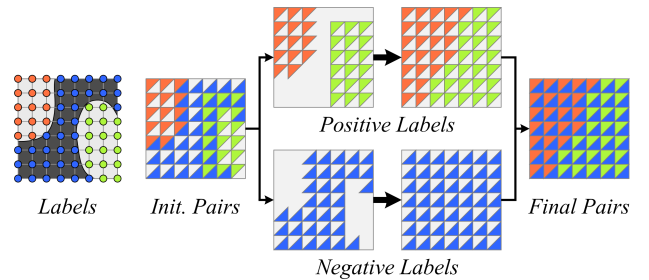 Positive Labels
Labels
Init. Pairs
Final Pairs
Negative Labels